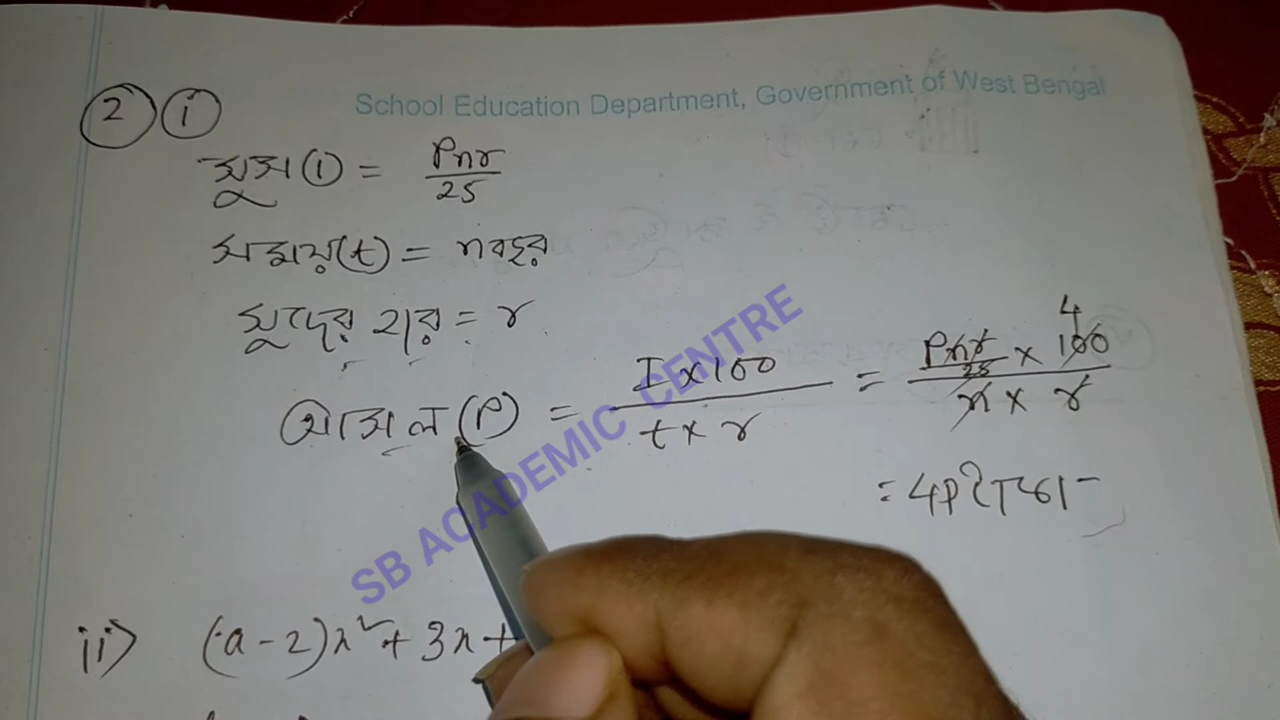 School Education Department, Government of West Bengal
2 i
সুদ (I) = Pnr/25
সময়(t) = n বছর
সুদের হার = r
আসল (P) = I×100/t×r = Pnr/25 × 100/n × r
4
= 4P টাকা
SB ACADEMIC CENTRE
ii) (a-2)x² + 3x +